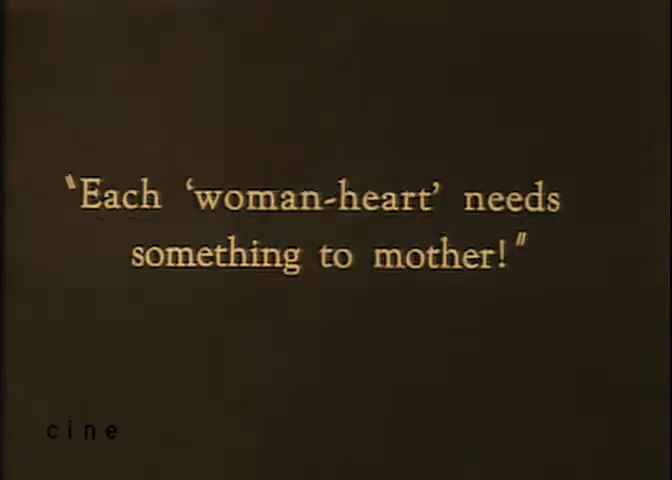 "Each ‘woman-heart’ needs
something to mother!"
cine